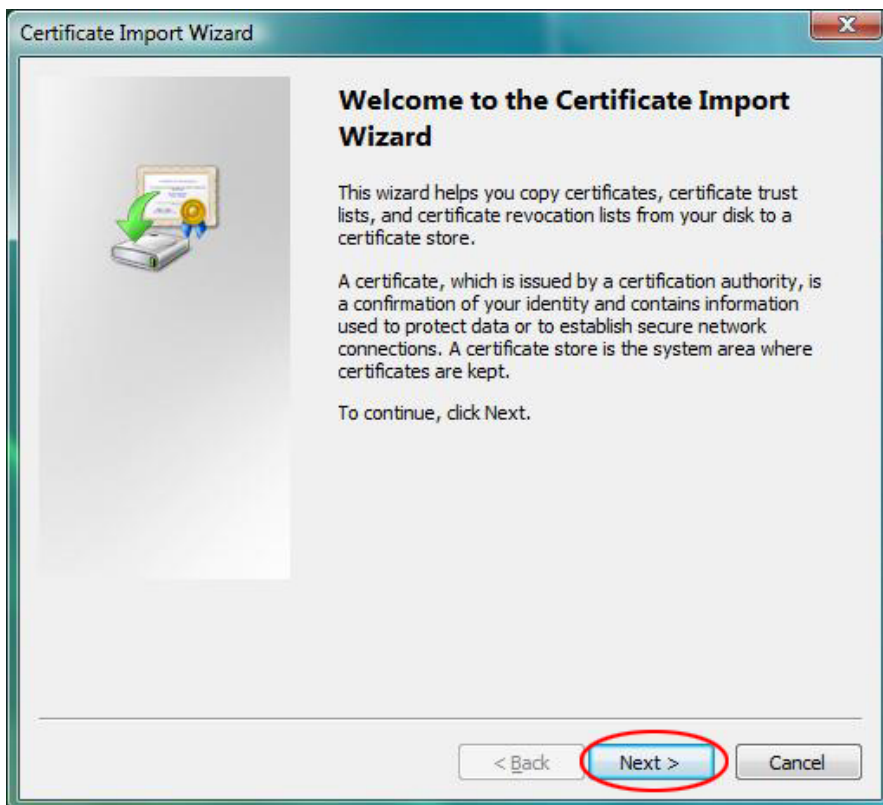 Certificate Import Wizard
Welcome to the Certificate Import
Wizard
This wizard helps you copy certificates, certificate trust
lists, and certificate revocation lists from your disk to a
certificate store.
A certificate, which is issued by a certification authority, is
a confirmation of your identity and contains information
used to protect data or to establish secure network
connections. A certificate store is the system area where
certificates are kept.
To continue, click Next.
< Back Next > Cancel